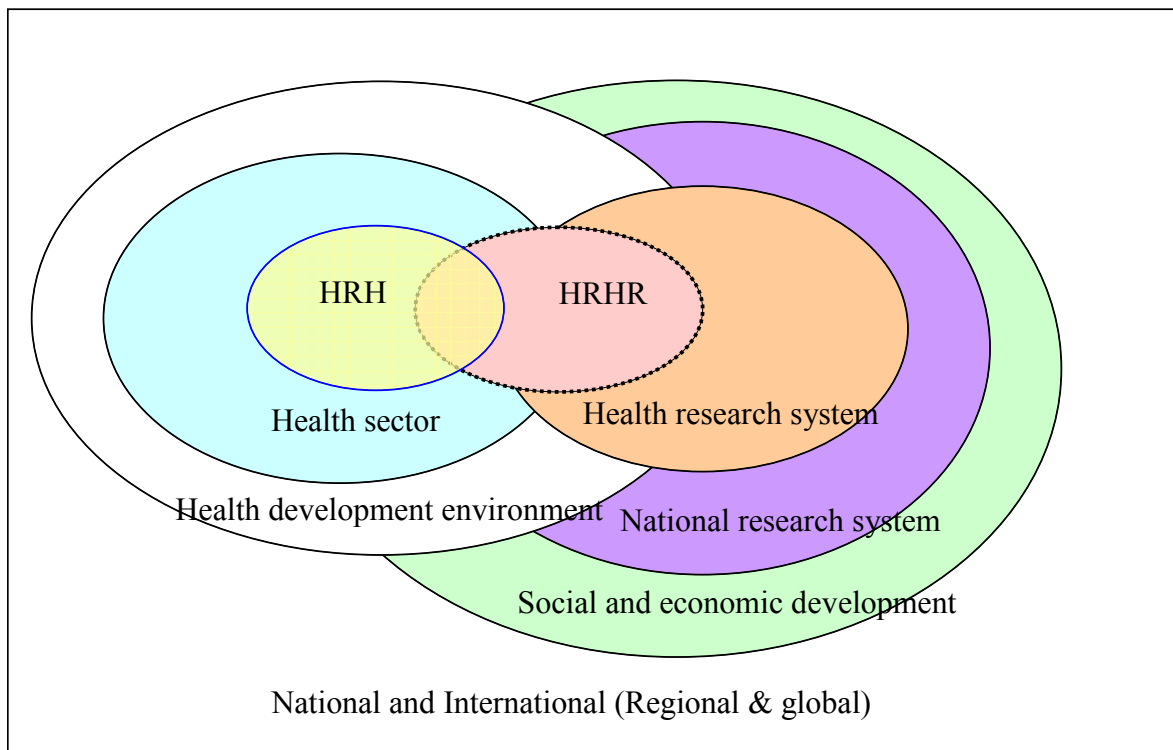 HRH
HRHR
Health sector
Health research system
Health development environment
National research system
Social and economic development
National and International (Regional & global)